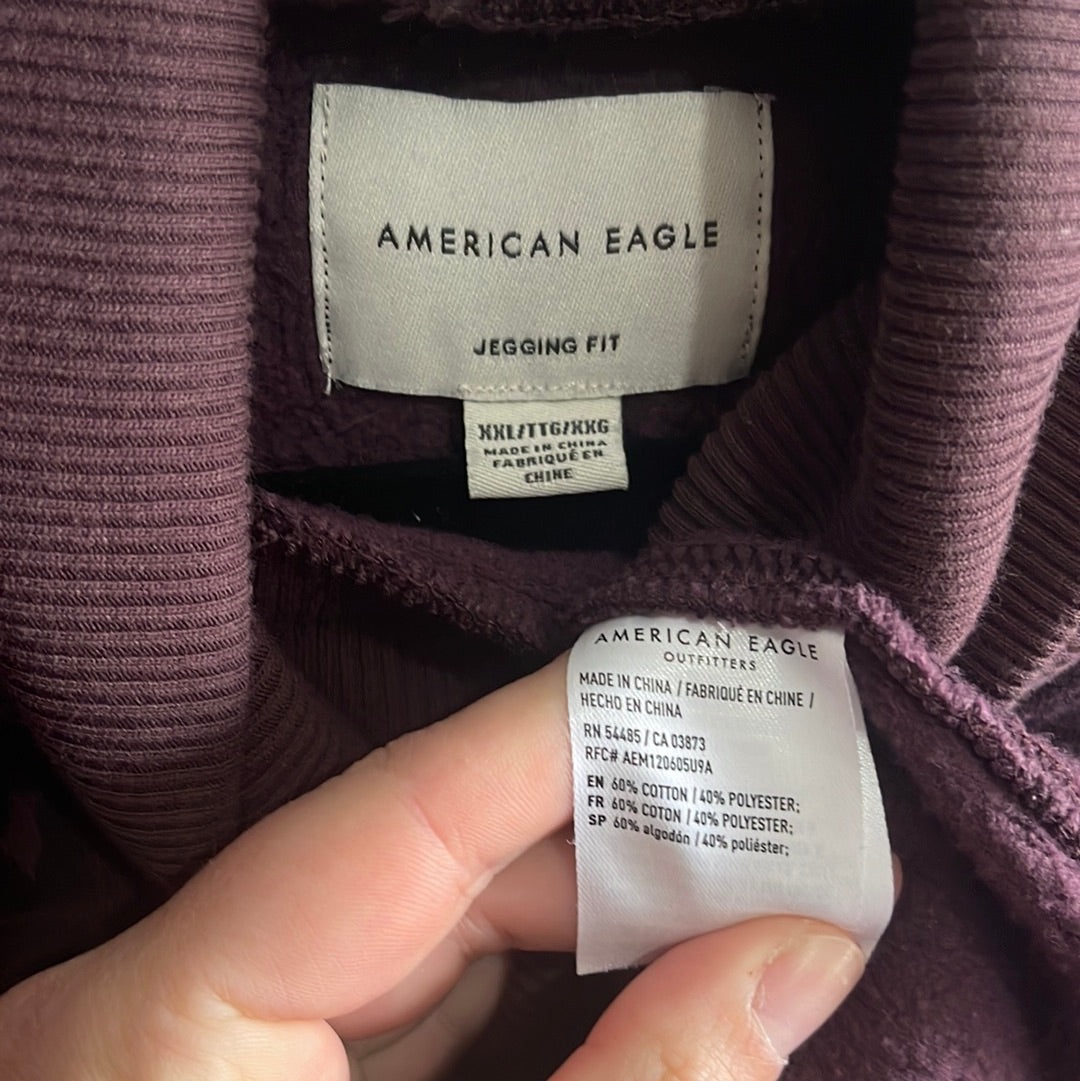 AMERICAN EAGLE
JEGGING FIT
XXL/TTG/XXG
MADE IN CHINA
FABRIQUÉ EN
CHINE
AMERICAN EAGLE
OUTFITTERS
MADE IN CHINA / FABRIQUÉ EN CHINE /
HECHO EN CHINA
RN 54485 / CA 03873
RFC# AEM120605U9A
EN 60% COTTON / 40% POLYESTER;
FR 60% COTON / 40% POLYESTER;
SP 60% algodón / 40% poliéster;